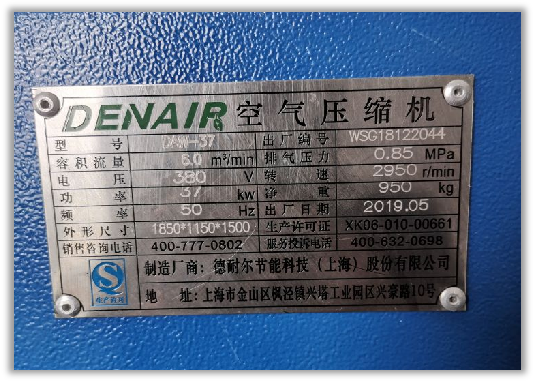 DENAIR 空气压缩机
型号 出厂编号 WSG18122044
容积流量 6.0 m³/min 排气压力 0.85 MPa
电压 380 V 转速 2950 r/min
功率 37 kw 净重 950 kg
频率 50 Hz 出厂日期 2019.05
外形尺寸 1850*1150*1500 生产许可证 XK06-010-00661
销售咨询电话 400-777-0802 服务投诉电话 400-632-0698
制造厂商：德耐尔节能科技（上海）股份有限公司
地 址：上海市金山区枫泾镇兴塔工业园区兴豪路10号